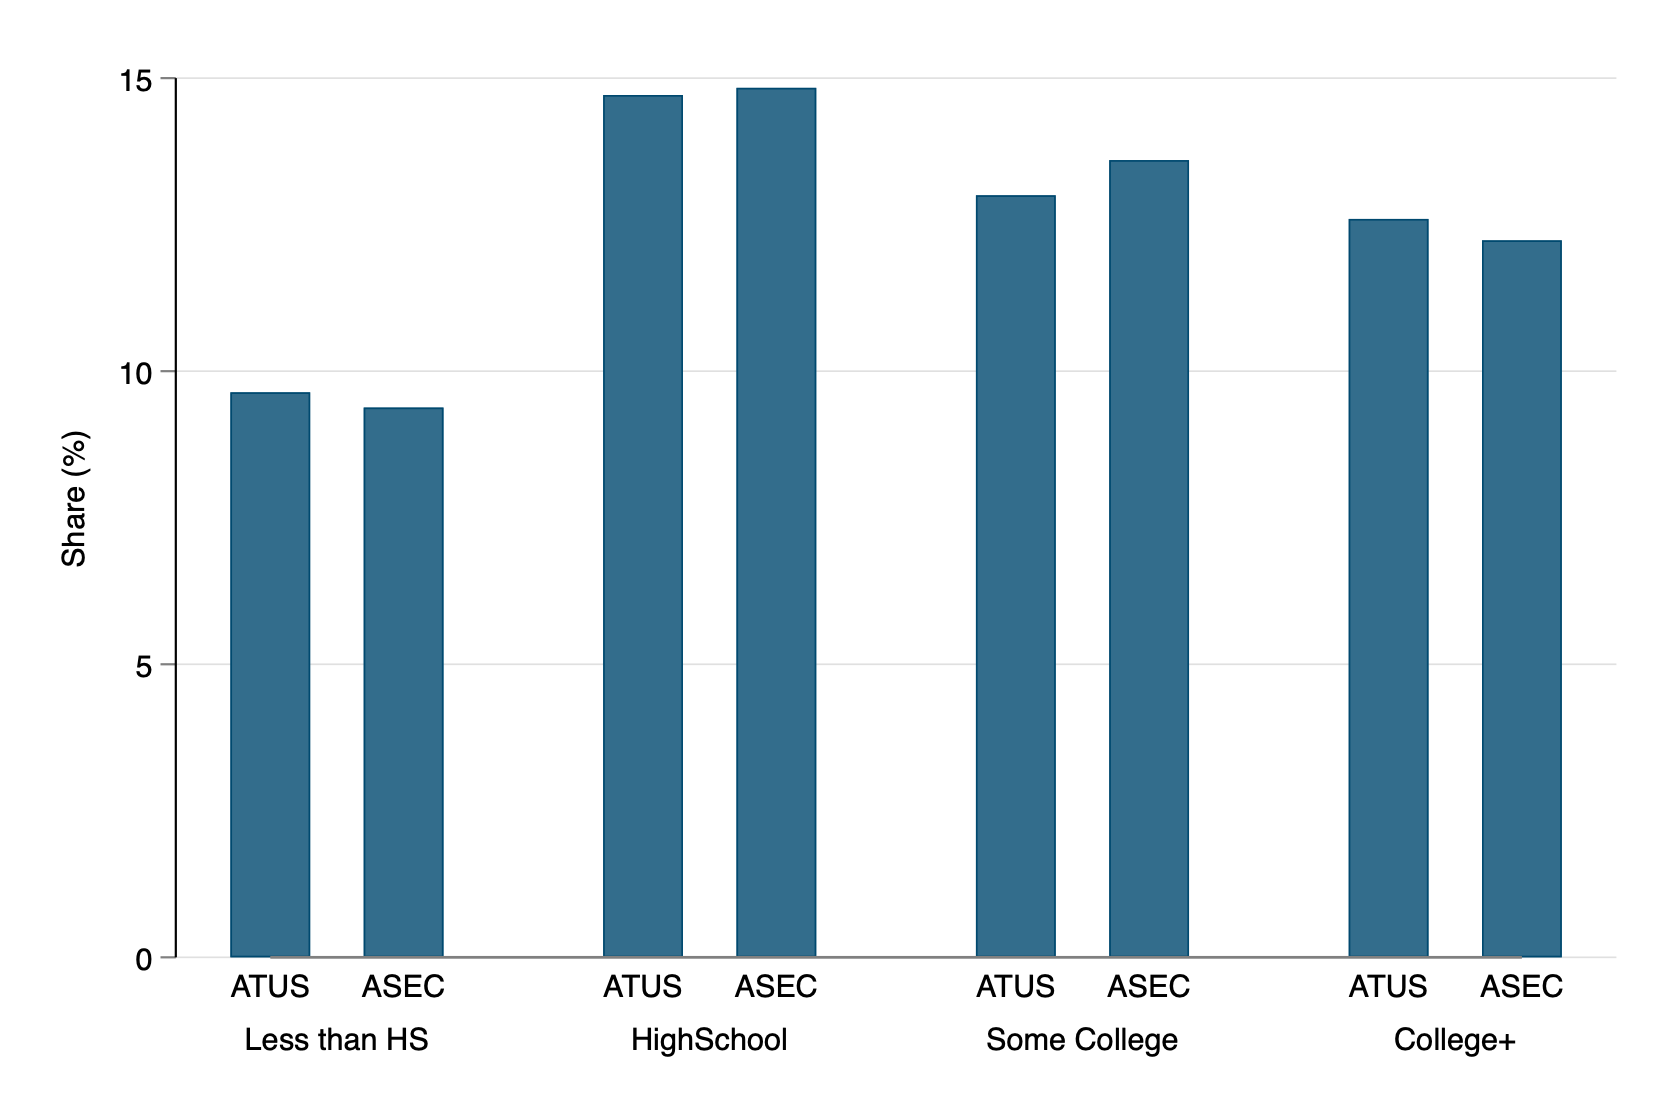 15
10
5
0
Share (%)
ATUS ASEC ATUS ASEC ATUS ASEC ATUS ASEC
Less than HS HighSchool Some College College+